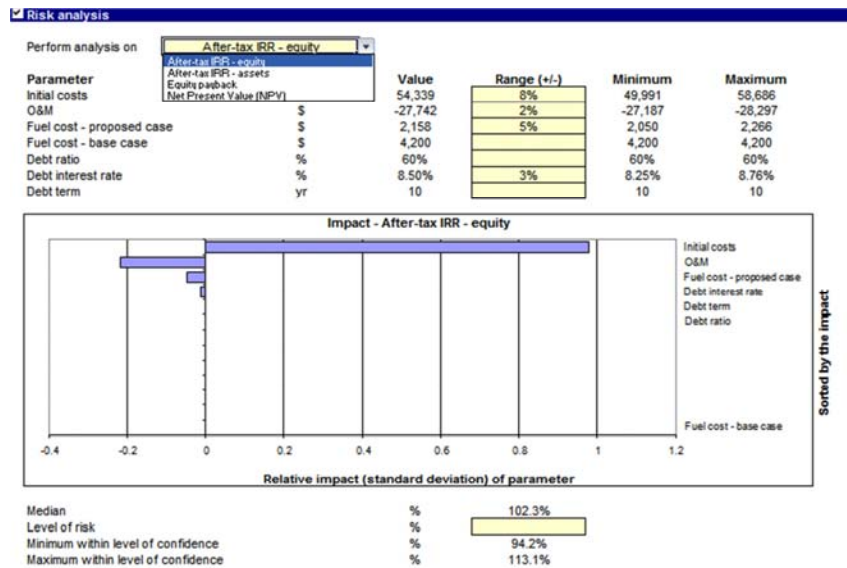 Risk analysis
Perform analysis on After-tax IRR - equity
After-tax IRR - equity
After-tax IRR - assets
Equity payback
Net Present Value (NPV)
Parameter Value Range (+/-) Minimum Maximum
Initial costs 54,339 8% 49,991 58,686
O&M $ -27,742 2% -27,187 -28,297
Fuel cost - proposed case $ 2,158 5% 2,050 2,266
Fuel cost - base case $ 4,200 4,200 4,200
Debt ratio % 60% 60% 60%
Debt interest rate % 8.50% 3% 8.25% 8.76%
Debt term yr 10 10 10
Impact - After-tax IRR - equity
Initial costs
O&M
Fuel cost - proposed case
Debt interest rate
Debt term
Debt ratio
Fuel cost - base case
Sorted by the impact
-0.4 -0.2 0 0.2 0.4 0.6 0.8 1 1.2
Relative impact (standard deviation) of parameter
Median % 102.3%
Level of risk %
Minimum within level of confidence % 94.2%
Maximum within level of confidence % 113.1%